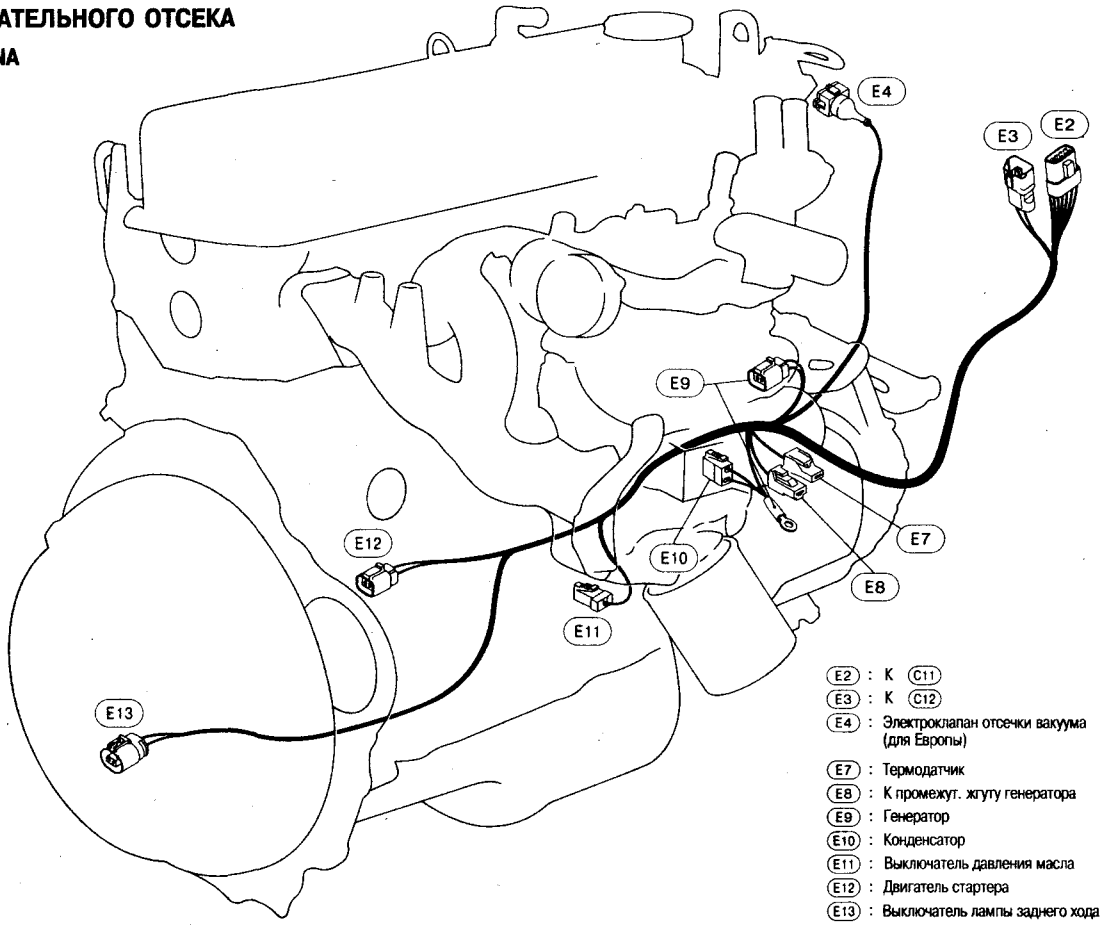 АТЕЛЬНОГО ОТСЕКА
NA
E4
E3
E2
E9
E12
E10
E7
E8
E11
E13
E2 : К C11
E3 : К C12
E4 : Электроклапан отсечки вакуума
(для Европы)
E7 : Термодатчик
E8 : К промежут. жгуту генератора
E9 : Генератор
E10 : Конденсатор
E11 : Выключатель давления масла
E12 : Двигатель стартера
E13 : Выключатель лампы заднего хода